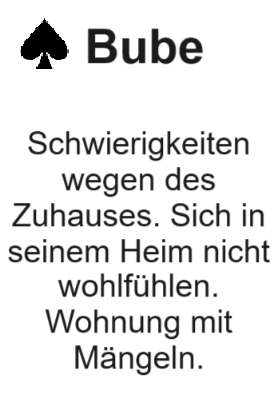 ♠ Bube
Schwierigkeiten
wegen des
Zuhauses. Sich in
seinem Heim nicht
wohlfühlen.
Wohnung mit
Mängeln.